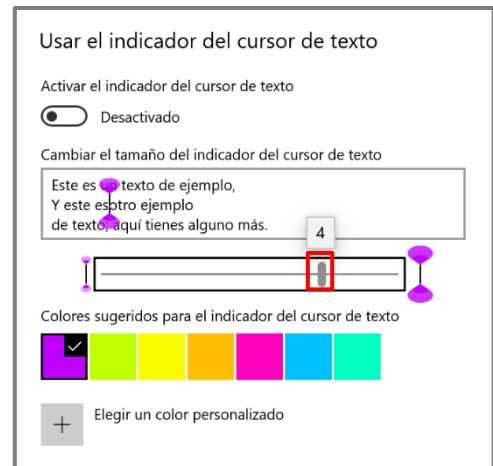 Usar el indicador del cursor de texto
Activar el indicador del cursor de texto
Desactivado
Cambiar el tamaño del indicador del cursor de texto
Este es un texto de ejemplo,
Y este esotro ejemplo
de texto, aquí tienes alguno más.
4
Colores sugeridos para el indicador del cursor de texto
Elegir un color personalizado